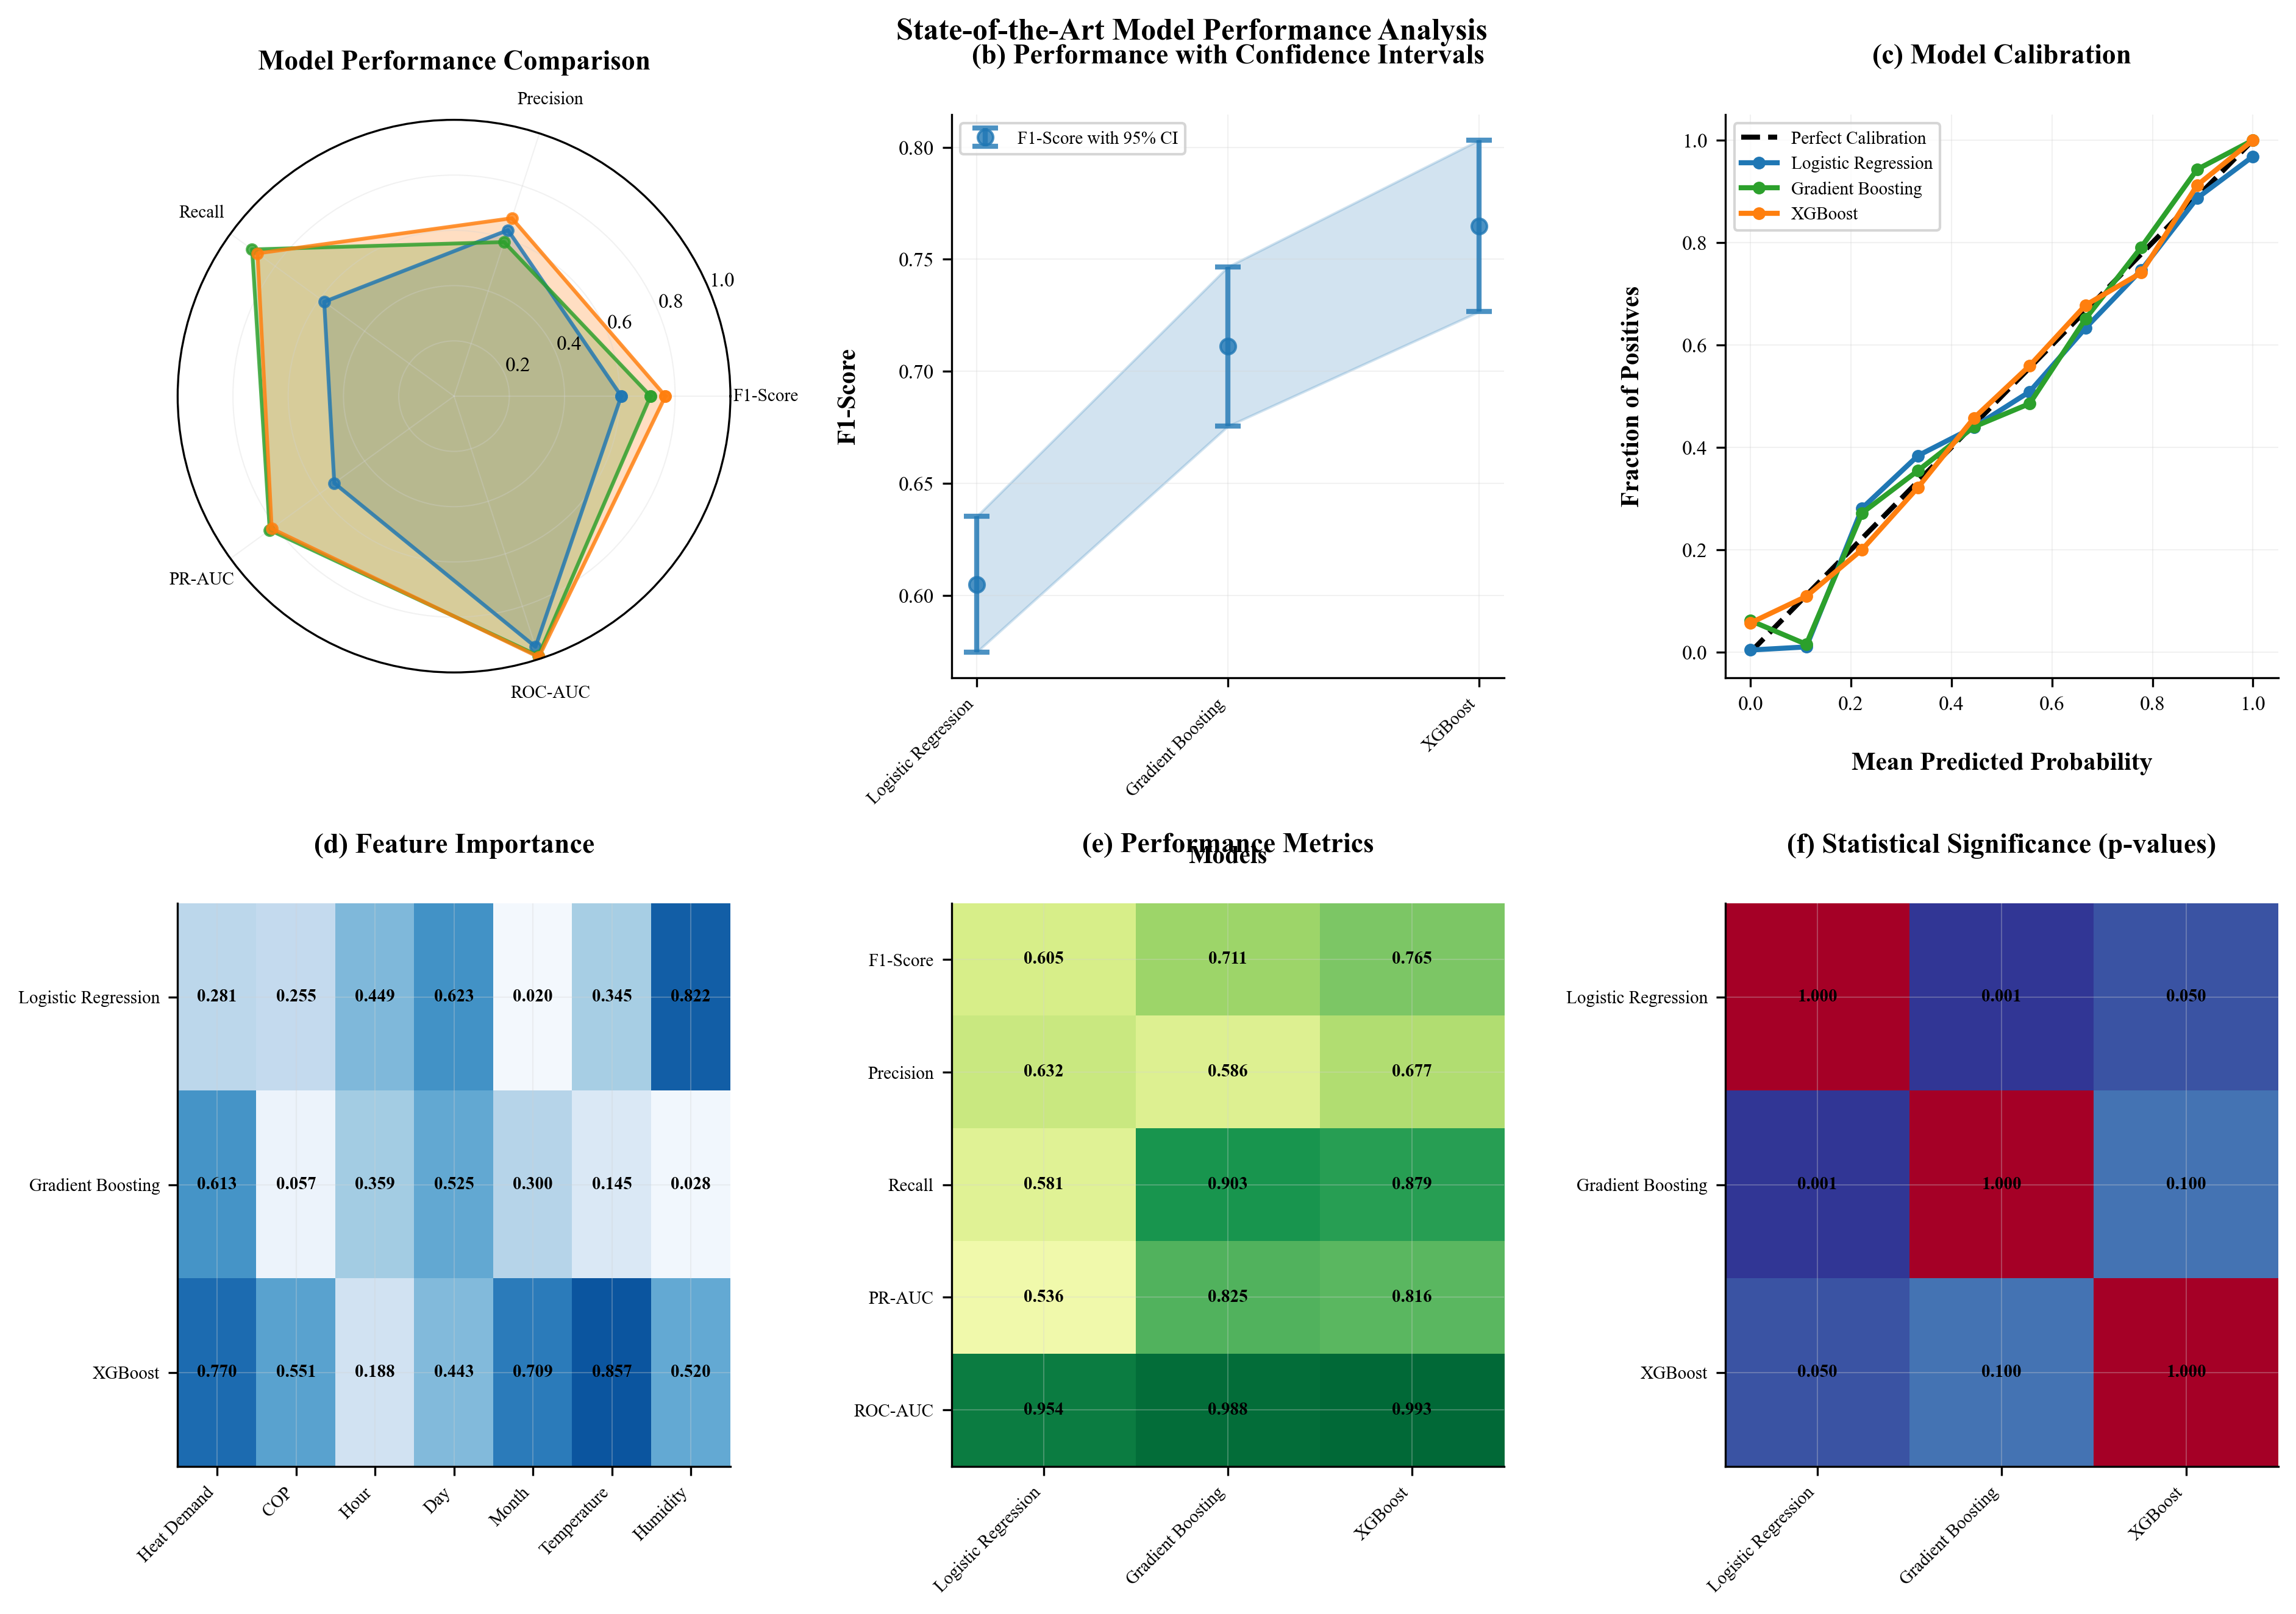 State-of-the-Art Model Performance Analysis
Model Performance Comparison
Precision
Recall
1.0
0.8
0.6
0.4
0.2
F1-Score
PR-AUC
ROC-AUC
(b) Performance with Confidence Intervals
F1-Score with 95% CI
0.80
0.75
0.70
0.65
0.60
F1-Score
Logistic Regression
Gradient Boosting
XGBoost
Models
(c) Model Calibration
Perfect Calibration
Logistic Regression
Gradient Boosting
XGBoost
1.0
0.8
0.6
0.4
0.2
0.0
Fraction of Positives
0.0 0.2 0.4 0.6 0.8 1.0
Mean Predicted Probability
(d) Feature Importance
Logistic Regression 0.281 0.255 0.449 0.623 0.020 0.345 0.822
Gradient Boosting 0.613 0.057 0.359 0.525 0.300 0.145 0.028
XGBoost 0.770 0.551 0.188 0.443 0.709 0.857 0.520
Heat Demand
COP
Hour
Day
Month
Temperature
Humidity
(e) Performance Metrics
F1-Score 0.605 0.711 0.765
Precision 0.632 0.586 0.677
Recall 0.581 0.903 0.879
PR-AUC 0.536 0.825 0.816
ROC-AUC 0.954 0.988 0.993
Logistic Regression
Gradient Boosting
XGBoost
(f) Statistical Significance (p-values)
Logistic Regression 1.000 0.001 0.050
Gradient Boosting 0.001 1.000 0.100
XGBoost 0.050 0.100 1.000
Logistic Regression
Gradient Boosting
XGBoost